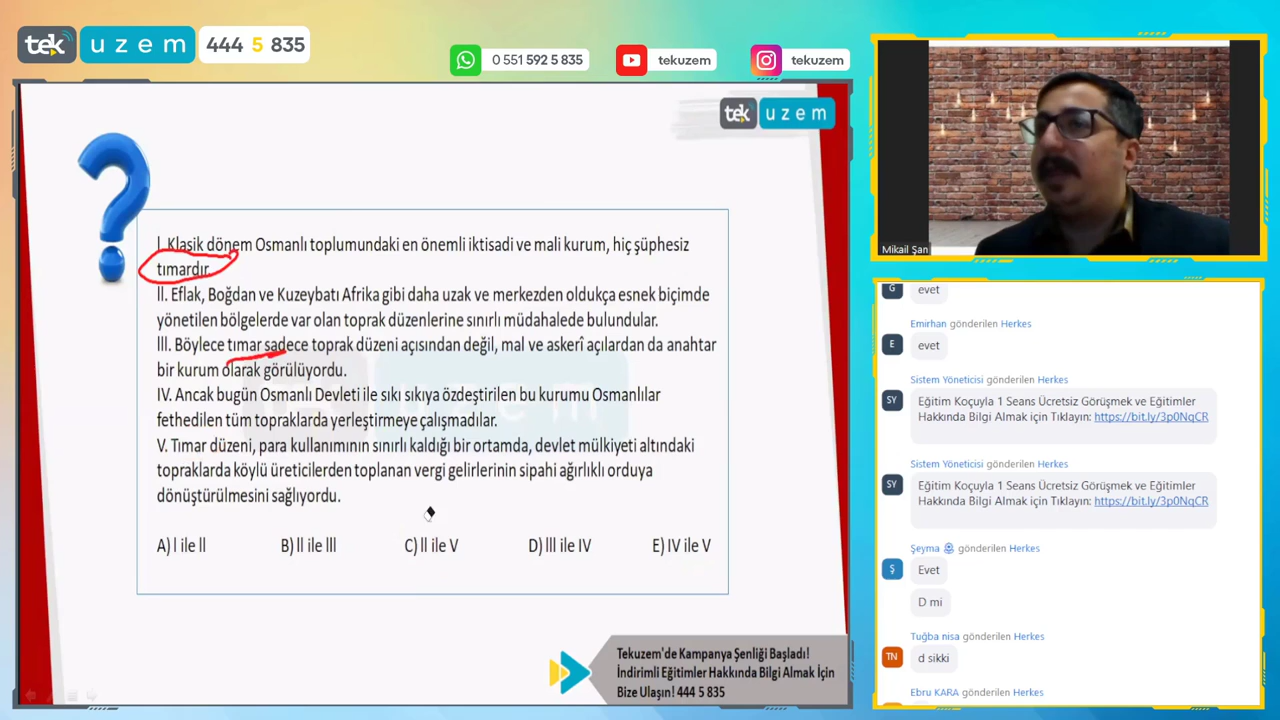 tek uzem 444 5 835
0 551 592 5 835
tekuzem
tekuzem
tek uzem
I. Klasik dönem Osmanlı toplumundaki en önemli iktisadi ve mali kurum, hiç şüphesiz
tımardır.
II. Eflak, Boğdan ve Kuzeybatı Afrika gibi daha uzak ve merkezden oldukça esnek biçimde
yönetilen bölgelerde var olan toprak düzenlerine sınırlı müdahalede bulundular.
III. Böylece tımar sadece toprak düzeni açısından değil, mal ve askerî açılardan da anahtar
bir kurum olarak görülüyordu.
IV. Ancak bugün Osmanlı Devleti ile sıkı sıkıya özdeştirilen bu kurumu Osmanlılar
fethedilen tüm topraklarda yerleştirmeye çalışmadılar.
V. Tımar düzeni, para kullanımının sınırlı kaldığı bir ortamda, devlet mülkiyeti altındaki
topraklarda köylü üreticilerden toplanan vergi gelirlerinin sipahi ağırlıklı orduya
dönüştürülmesini sağlıyordu.
A) I ile II B) II ile III C) II ile V D) III ile IV E) IV ile V
Tekuzem'de Kampanya Şenliği Başladı!
İndirimli Eğitimler Hakkında Bilgi Almak İçin
Bize Ulaşın! 444 5 835
Mikail Şan
G evet
Emirhan gönderilen Herkes
E evet
Sistem Yöneticisi gönderilen Herkes
SY Eğitim Koçuyla 1 Seans Ücretsiz Görüşmek ve Eğitimler
Hakkında Bilgi Almak için Tıklayın: https://bit.ly/3p0NqCR
Sistem Yöneticisi gönderilen Herkes
SY Eğitim Koçuyla 1 Seans Ücretsiz Görüşmek ve Eğitimler
Hakkında Bilgi Almak için Tıklayın: https://bit.ly/3p0NqCR
Şeyma gönderilen Herkes
Ş Evet
D mi
Tuğba nisa gönderilen Herkes
TN d sikki
Ebru KARA gönderilen Herkes